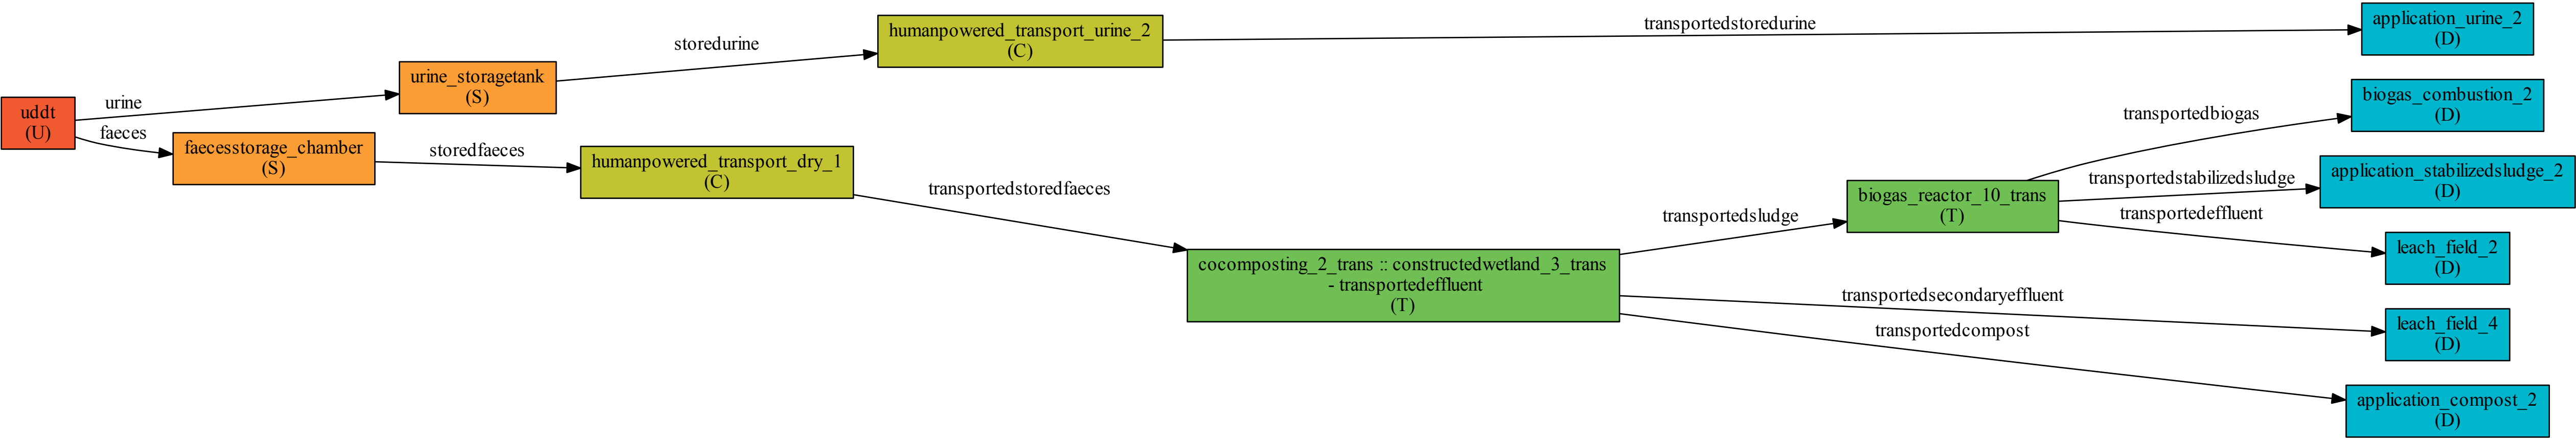 uddt
(U)
urine
faeces
urine_storagetank
(S)
faecesstorage_chamber
(S)
storedurine
storedfaeces
humanpowered_transport_urine_2
(C)
humanpowered_transport_dry_1
(C)
transportedstoredurine
transportedstoredfaeces
cocomposting_2_trans :: constructedwetland_3_trans
- transportedeffluent
(T)
transportedsludge
transportedsecondaryeffluent
transportedcompost
biogas_reactor_10_trans
(T)
transportedbiogas
transportedstabilizedsludge
transportedeffluent
application_urine_2
(D)
biogas_combustion_2
(D)
application_stabilizedsludge_2
(D)
leach_field_2
(D)
leach_field_4
(D)
application_compost_2
(D)